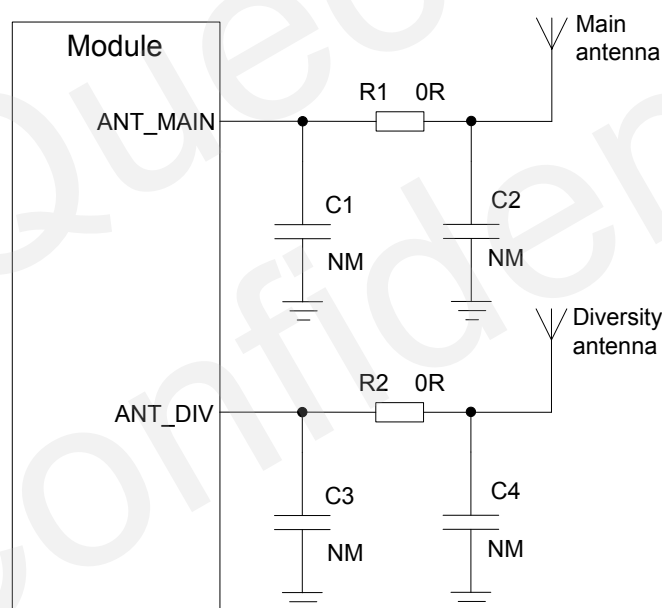 Module
Main
antenna
R1 0R
ANT_MAIN
C1
C2
NM
NM
Diversity
antenna
R2 0R
ANT_DIV
C3
C4
NM
NM